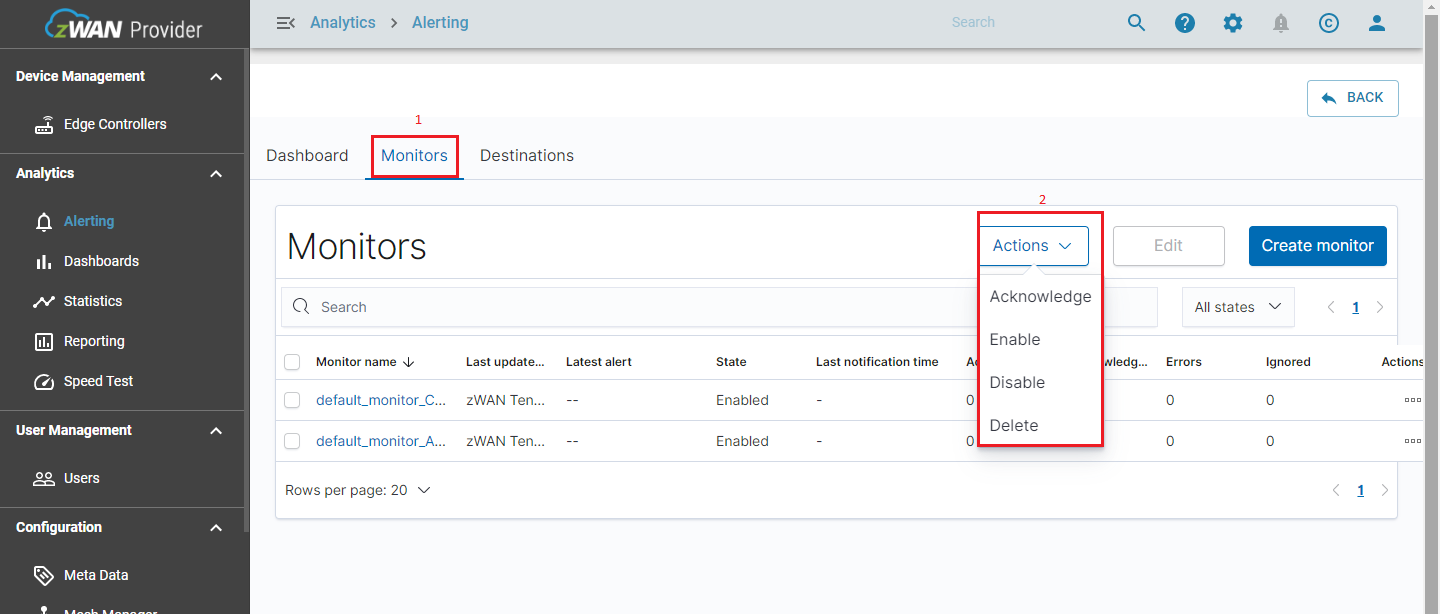 zWAN Provider
Analytics > Alerting
Search
Device Management
Edge Controllers
Analytics
Alerting
Dashboards
Statistics
Reporting
Speed Test
User Management
Users
Configuration
Meta Data
Mesh Manager
BACK
1
Dashboard Monitors Destinations
2
Monitors
Actions Edit Create monitor
Acknowledge
Enable
Disable
Delete
Search
All states 1
Monitor name Last update... Latest alert State Last notification time Errors Ignored Actions
default_monitor_C... zWAN Ten... -- Enabled - 0 0 0
default_monitor_A... zWAN Ten... -- Enabled - 0 0 0
Rows per page: 20 1